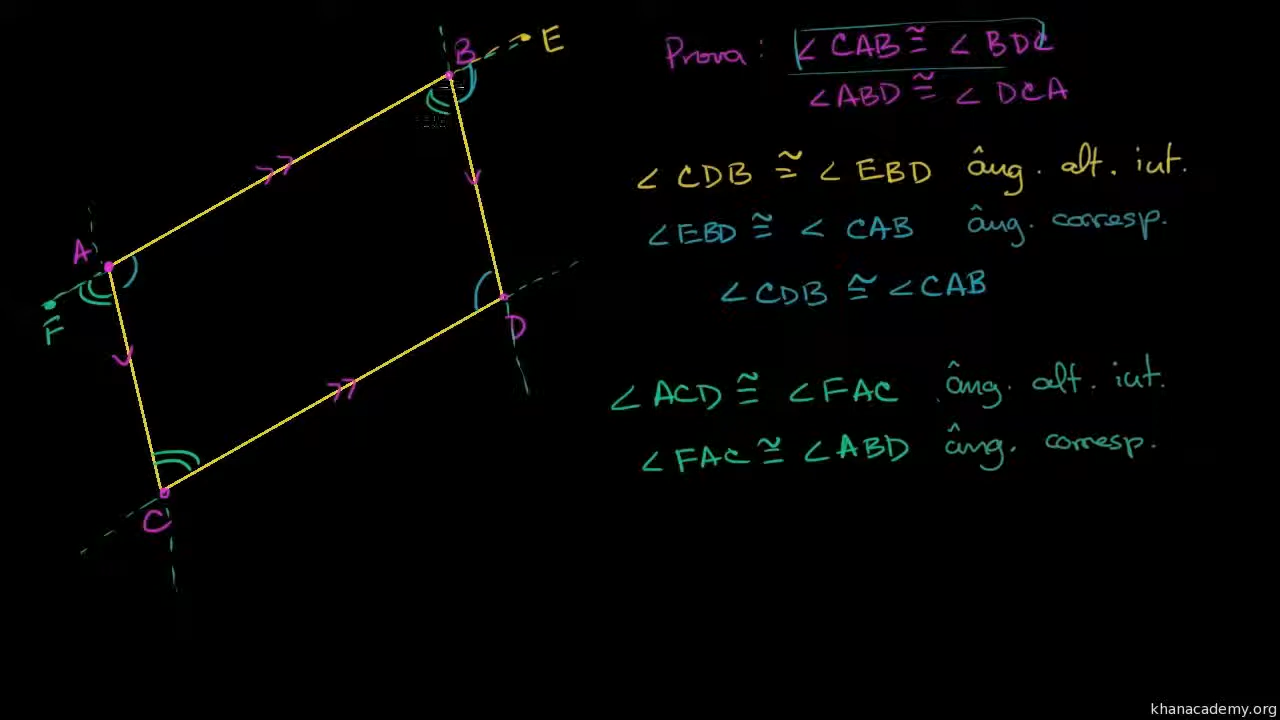 Prova: ∠CAB ≅ ∠BDC
∠ABD ≅ ∠DCA
∠CDB ≅ ∠EBD âng. alt. int.
∠EBD ≅ ∠CAB âng. corresp.
∠CDB ≅ ∠CAB
∠ACD ≅ ∠FAC âng. alt. int.
∠FAC ≅ ∠ABD âng. corresp.
B
E
A
F
D
C
khanacademy.org